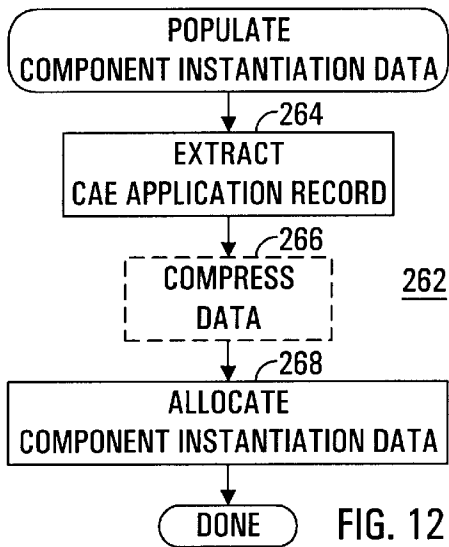 POPULATE
COMPONENT INSTANTIATION DATA
264
EXTRACT
CAE APPLICATION RECORD
266
COMPRESS
DATA
262
268
ALLOCATE
COMPONENT INSTANTIATION DATA
DONE
FIG. 12